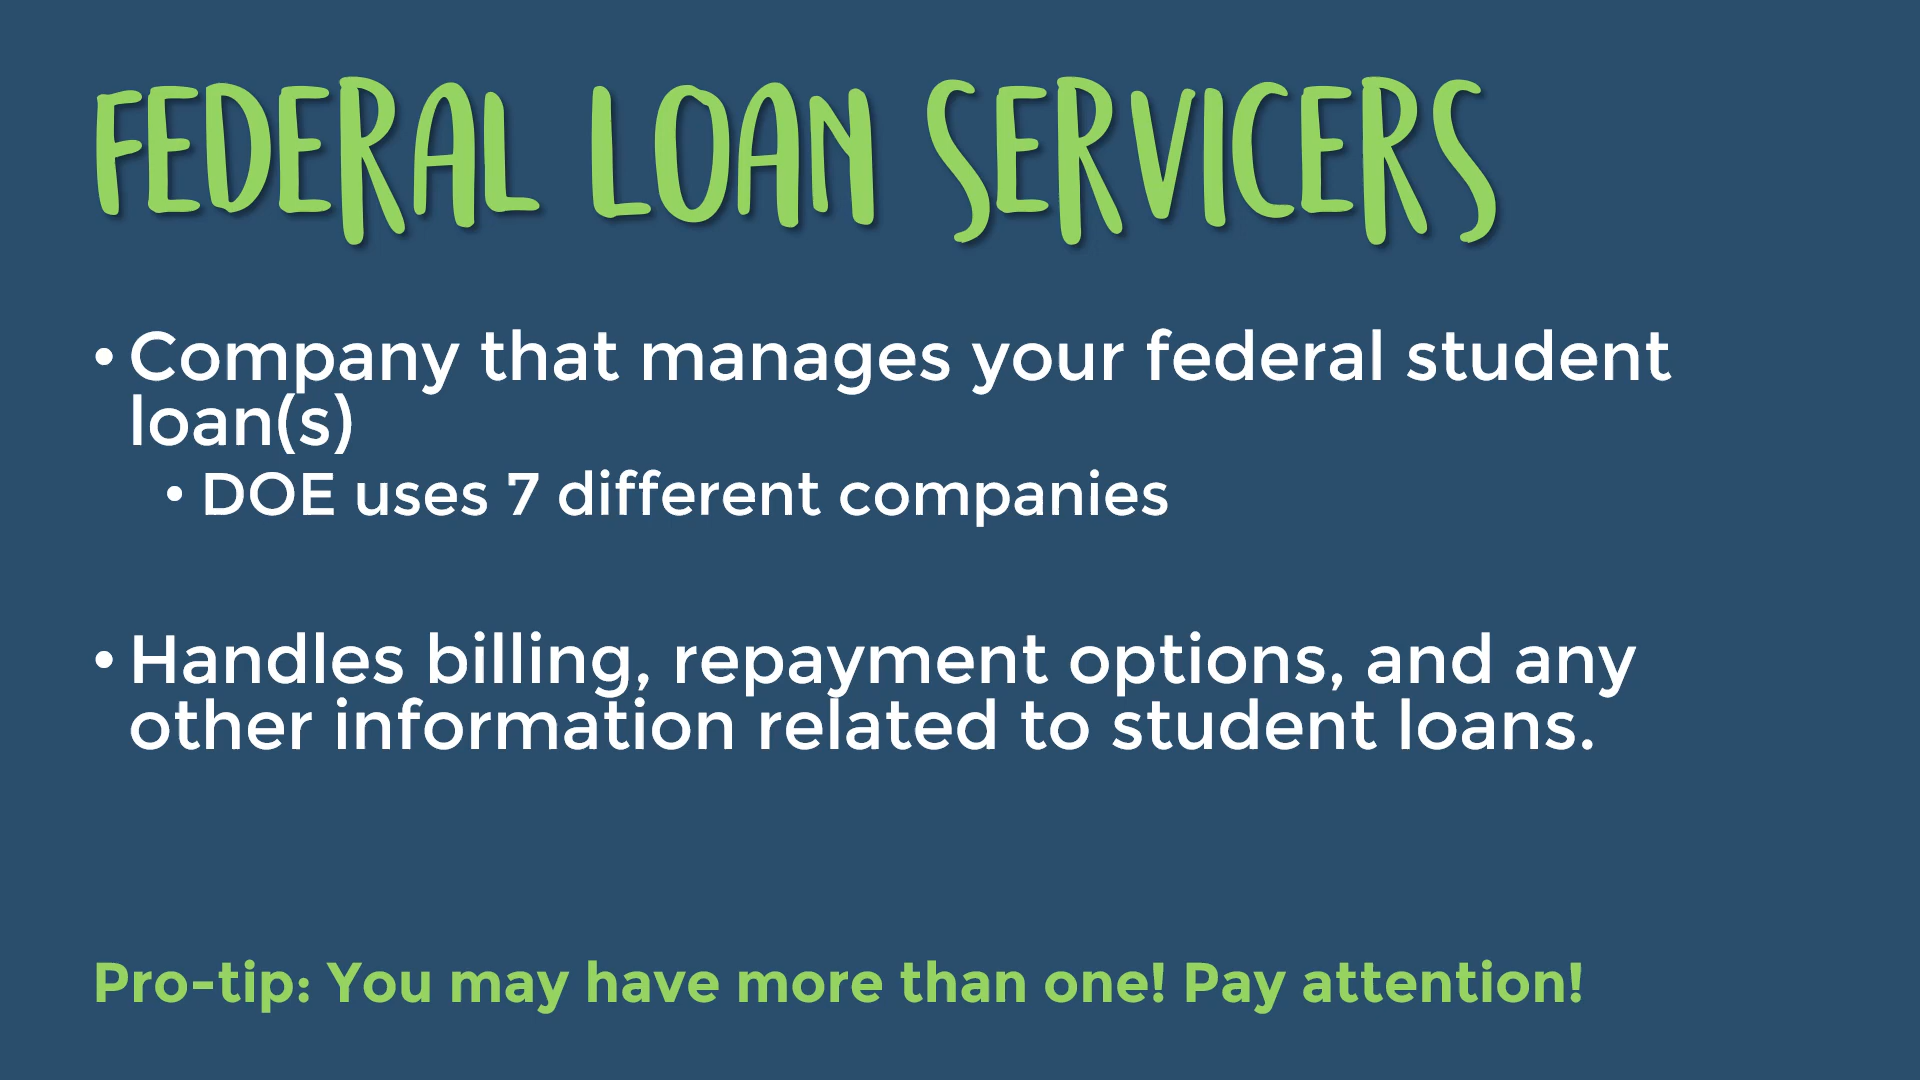 FEDERAL LOAN SERVICERS
• Company that manages your federal student
loan(s)
• DOE uses 7 different companies
• Handles billing, repayment options, and any
other information related to student loans.
Pro-tip: You may have more than one! Pay attention!